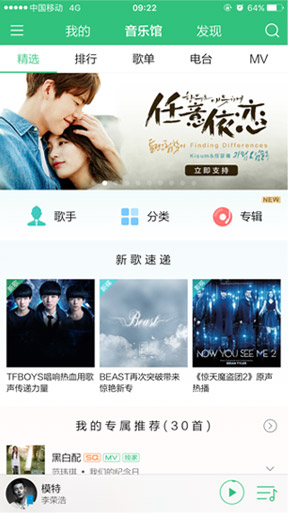 中国移动 4G 09:22 64%
我的 音乐馆 发现
精选 排行 歌单 电台 MV
任意依恋
Finding Differences
立即支持
歌手 分类 专辑 NEW
新歌速递
TFBOYS唱响热血用歌
声传递力量
Beast
BEAST再次突破带来
惊艳新专
NOW YOU SEE ME 2
《惊天魔盗团2》原声
热播
我的专属推荐(30首)
黑白配 SQ MV 独家
范玮琪·我们的纪念日
模特
李荣浩